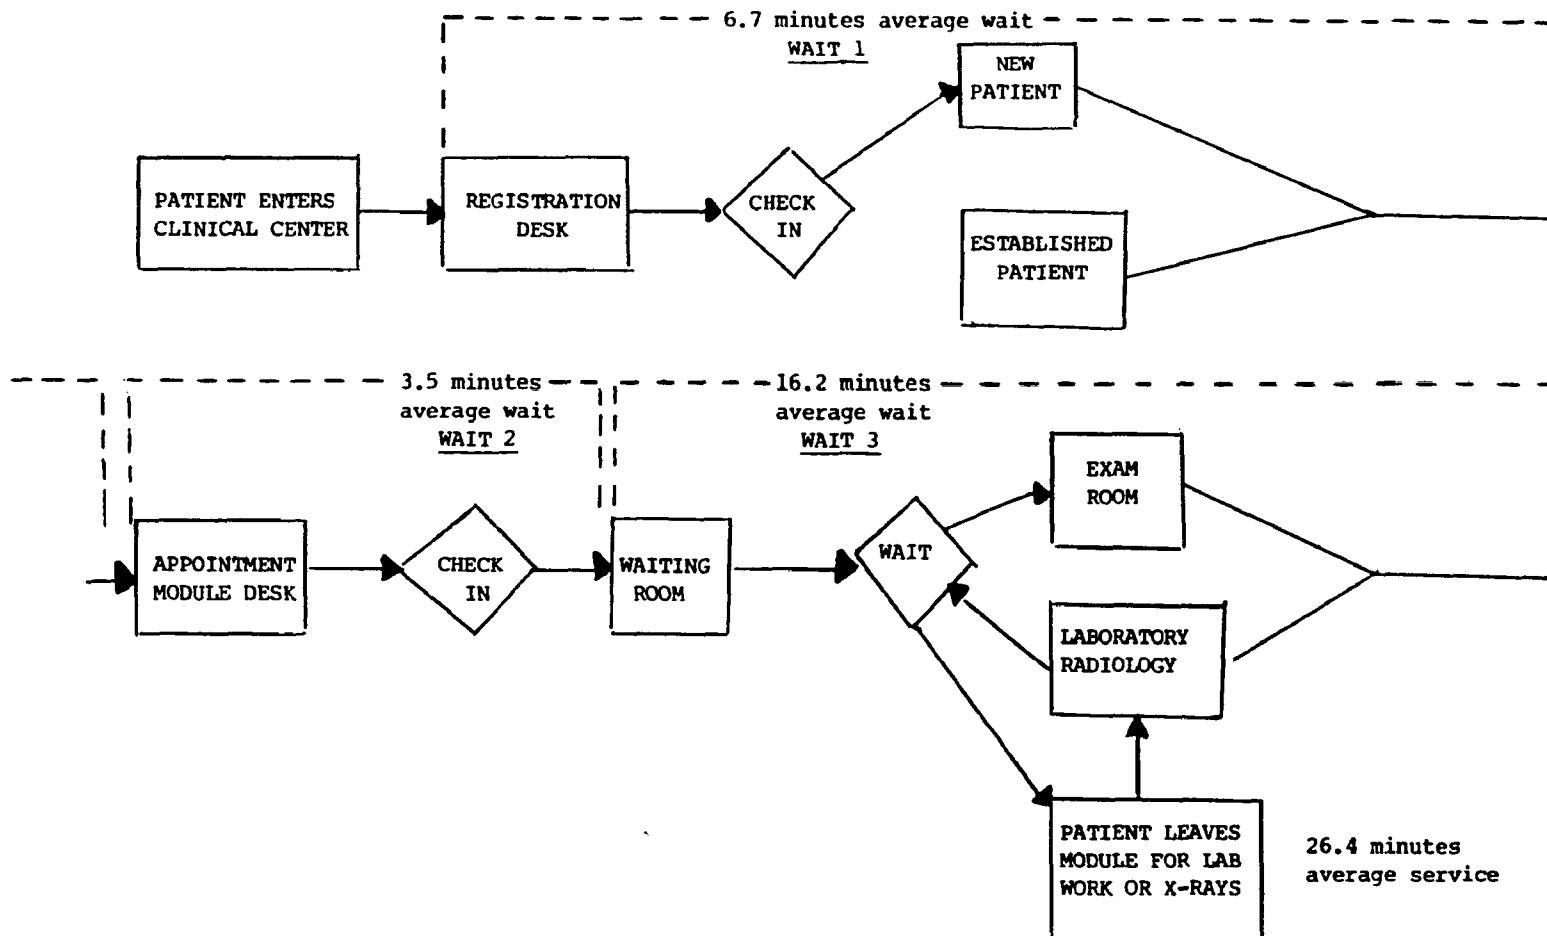 6.7 minutes average wait
WAIT 1
NEW
PATIENT
PATIENT ENTERS
CLINICAL CENTER
REGISTRATION
DESK
CHECK
IN
ESTABLISHED
PATIENT
3.5 minutes
average wait
WAIT 2
16.2 minutes
average wait
WAIT 3
APPOINTMENT
MODULE DESK
CHECK
IN
WAITING
ROOM
WAIT
EXAM
ROOM
LABORATORY
RADIOLOGY
PATIENT LEAVES
MODULE FOR LAB
WORK OR X-RAYS
26.4 minutes
average service